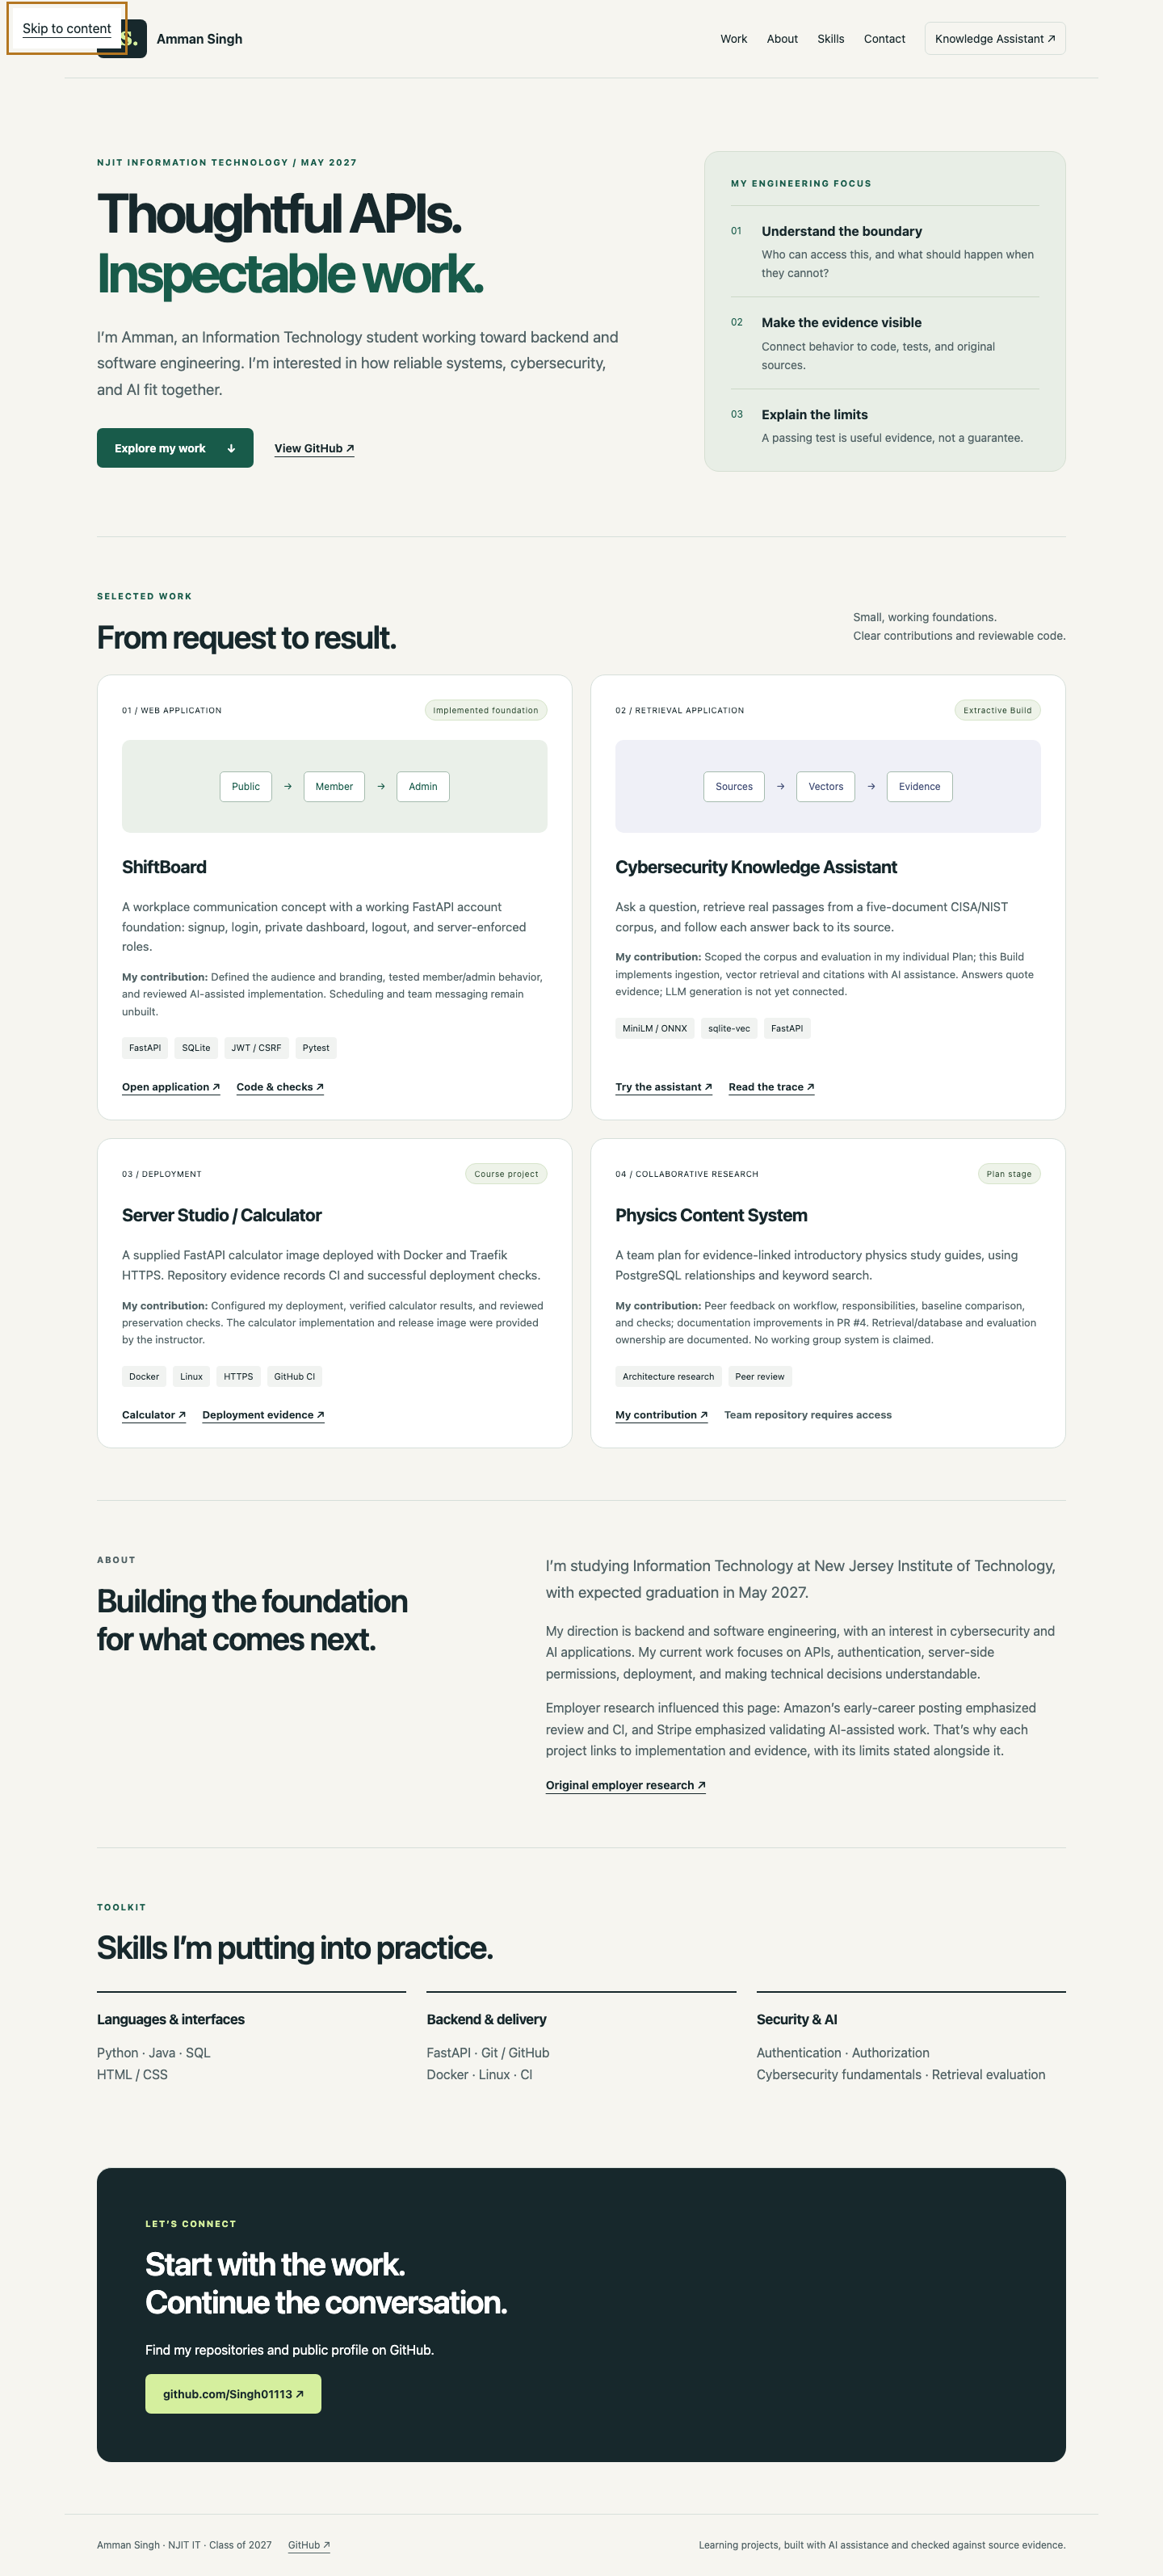 Skip to content
S.
Amman Singh
Work
About
Skills
Contact
Knowledge Assistant ↗
NJIT INFORMATION TECHNOLOGY / MAY 2027
Thoughtful APIs.
Inspectable work.
I’m Amman, an Information Technology student working toward backend and
software engineering. I’m interested in how reliable systems, cybersecurity,
and AI fit together.
Explore my work ↓
View GitHub ↗
MY ENGINEERING FOCUS
01 Understand the boundary
Who can access this, and what should happen when
they cannot?
02 Make the evidence visible
Connect behavior to code, tests, and original
sources.
03 Explain the limits
A passing test is useful evidence, not a guarantee.
SELECTED WORK
From request to result.
Small, working foundations.
Clear contributions and reviewable code.
01 / WEB APPLICATION
Implemented foundation
Public → Member → Admin
ShiftBoard
A workplace communication concept with a working FastAPI account
foundation: signup, login, private dashboard, logout, and server-enforced
roles.
My contribution: Defined the audience and branding, tested member/admin behavior,
and reviewed AI-assisted implementation. Scheduling and team messaging remain
unbuilt.
FastAPI
SQLite
JWT / CSRF
Pytest
Open application ↗
Code & checks ↗
02 / RETRIEVAL APPLICATION
Extractive Build
Sources → Vectors → Evidence
Cybersecurity Knowledge Assistant
Ask a question, retrieve real passages from a five-document CISA/NIST
corpus, and follow each answer back to its source.
My contribution: Scoped the corpus and evaluation in my individual Plan; this Build
implements ingestion, vector retrieval and citations with AI assistance. Answers quote
evidence; LLM generation is not yet connected.
MiniLM / ONNX
sqlite-vec
FastAPI
Try the assistant ↗
Read the trace ↗
03 / DEPLOYMENT
Course project
Server Studio / Calculator
A supplied FastAPI calculator image deployed with Docker and Traefik
HTTPS. Repository evidence records CI and successful deployment checks.
My contribution: Configured my deployment, verified calculator results, and reviewed
preservation checks. The calculator implementation and release image were provided
by the instructor.
Docker
Linux
HTTPS
GitHub CI
Calculator ↗
Deployment evidence ↗
04 / COLLABORATIVE RESEARCH
Plan stage
Physics Content System
A team plan for evidence-linked introductory physics study guides, using
PostgreSQL relationships and keyword search.
My contribution: Peer feedback on workflow, responsibilities, baseline comparison,
and checks; documentation improvements in PR #4. Retrieval/database and evaluation
ownership are documented. No working group system is claimed.
Architecture research
Peer review
My contribution ↗
Team repository requires access
ABOUT
Building the foundation
for what comes next.
I’m studying Information Technology at New Jersey Institute of Technology,
with expected graduation in May 2027.
My direction is backend and software engineering, with an interest in cybersecurity and
AI applications. My current work focuses on APIs, authentication, server-side
permissions, deployment, and making technical decisions understandable.
Employer research influenced this page: Amazon’s early-career posting emphasized
review and CI, and Stripe emphasized validating AI-assisted work. That’s why each
project links to implementation and evidence, with its limits stated alongside it.
Original employer research ↗
TOOLKIT
Skills I’m putting into practice.
Languages & interfaces
Python · Java · SQL
HTML / CSS
Backend & delivery
FastAPI · Git / GitHub
Docker · Linux · CI
Security & AI
Authentication · Authorization
Cybersecurity fundamentals · Retrieval evaluation
LET’S CONNECT
Start with the work.
Continue the conversation.
Find my repositories and public profile on GitHub.
github.com/Singh01113 ↗
Amman Singh · NJIT IT · Class of 2027
GitHub ↗
Learning projects, built with AI assistance and checked against source evidence.